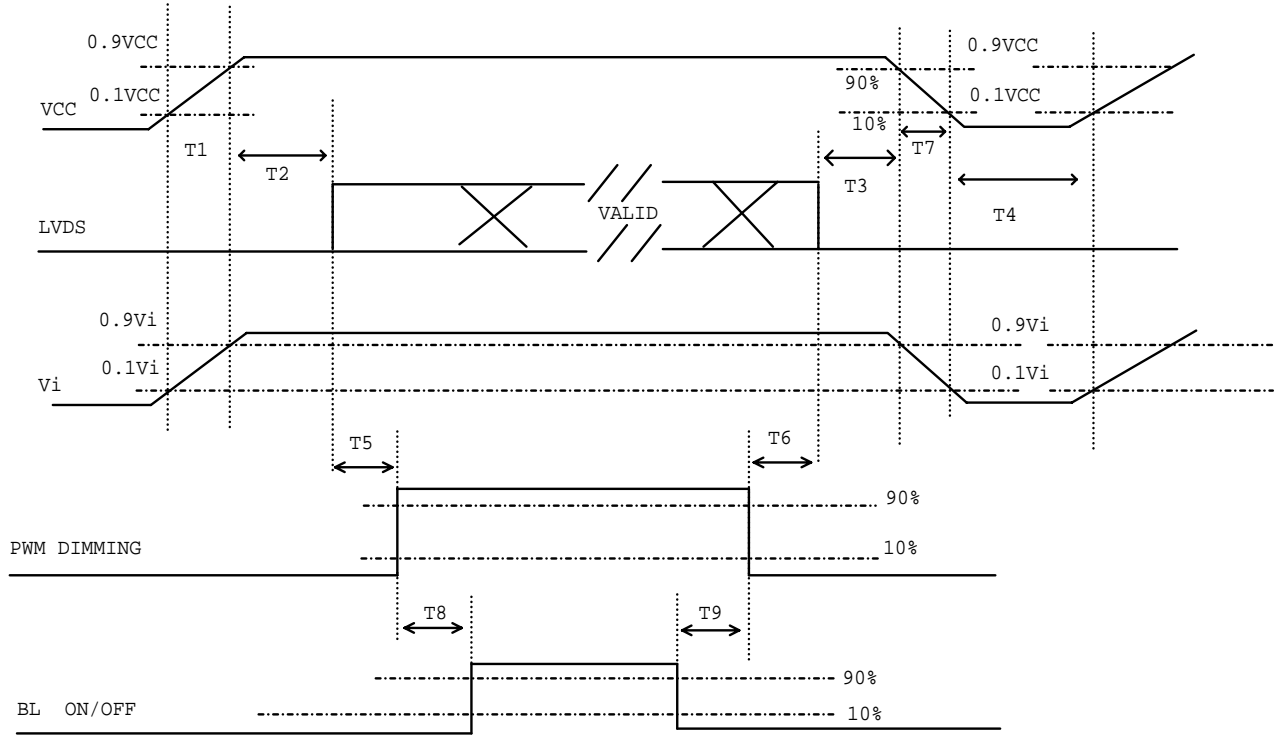 0.9VCC
0.9VCC
90%
0.1VCC
0.1VCC
VCC
10%
T1
T7
T2
T3
VALID
T4
LVDS
0.9Vi
0.9Vi
0.1Vi
0.1Vi
Vi
T5
T6
90%
PWM DIMMING
10%
T8
T9
90%
BL ON/OFF
10%